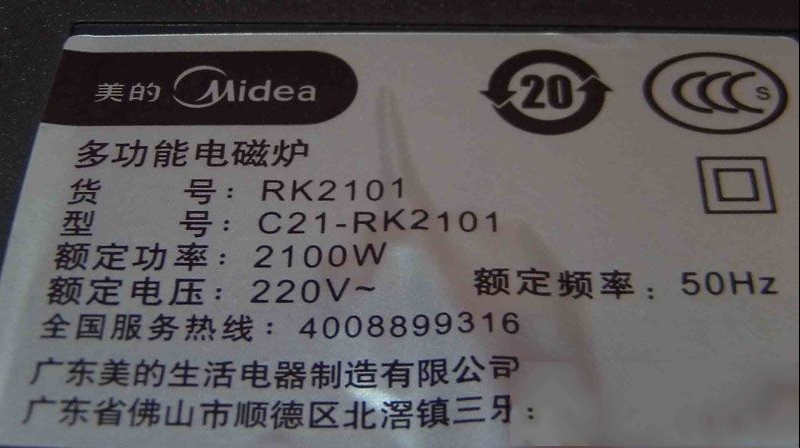 美的 Midea
20
CCC S
多功能电磁炉
货 号：RK2101
型 号：C21-RK2101
额定功率：2100W
额定电压：220V~ 额定频率：50Hz
全国服务热线：4008899316
广东美的生活电器制造有限公司
广东省佛山市顺德区北滘镇三乐：